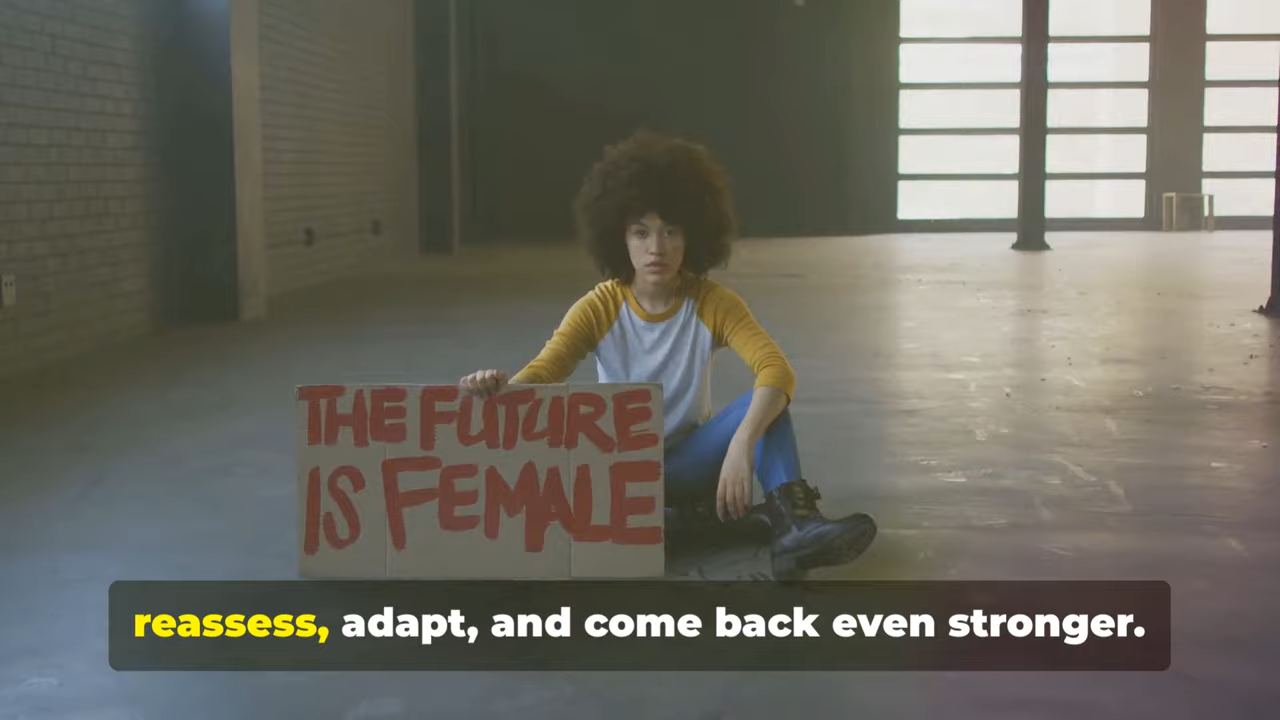 THE FUTURE
IS FEMALE
reassess, adapt, and come back even stronger.